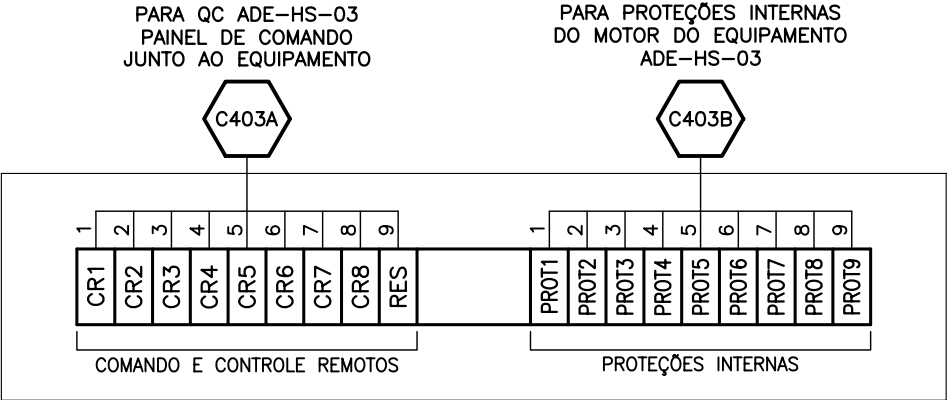 PARA QC ADE-HS-03
PAINEL DE COMANDO
JUNTO AO EQUIPAMENTO
C403A
1 2 3 4 5 6 7 8 9
CR1 CR2 CR3 CR4 CR5 CR6 CR7 CR8 RES
COMANDO E CONTROLE REMOTOS
PARA PROTEÇÕES INTERNAS
DO MOTOR DO EQUIPAMENTO
ADE-HS-03
C403B
1 2 3 4 5 6 7 8 9
PROT1 PROT2 PROT3 PROT4 PROT5 PROT6 PROT7 PROT8 PROT9
PROTEÇÕES INTERNAS